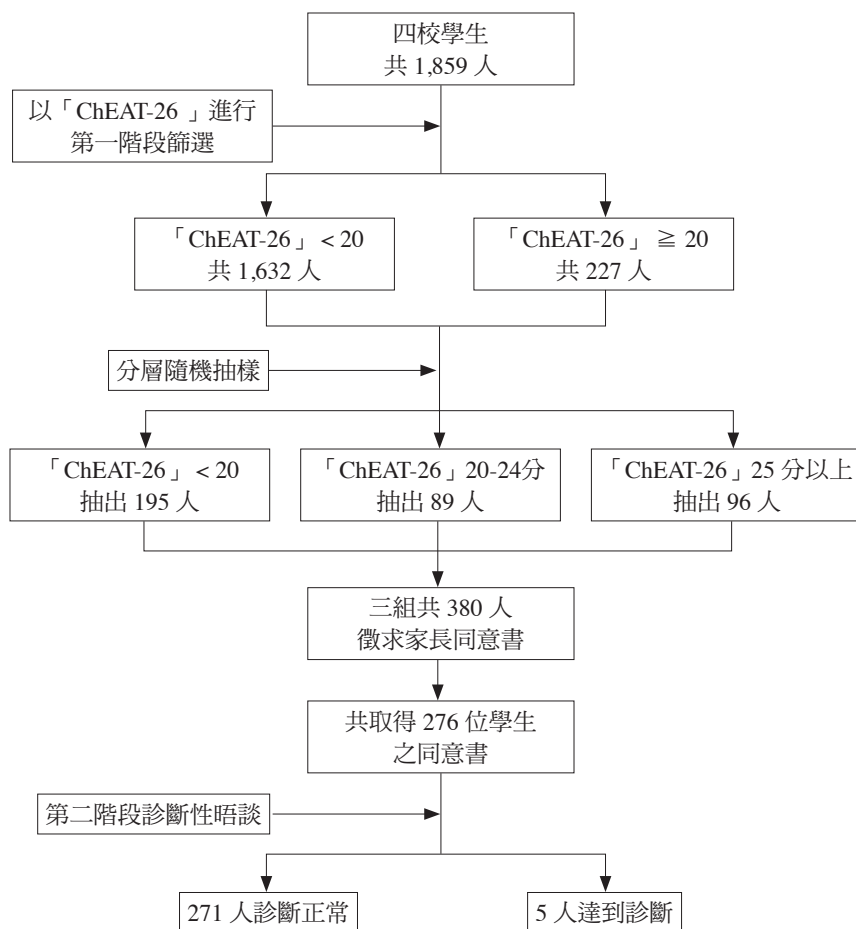 四校學生
共 1,859 人
以「ChEAT-26 」進行
第一階段篩選
「ChEAT-26」 < 20
共 1,632 人
「ChEAT-26」 ≧ 20
共 227 人
分層隨機抽樣
「ChEAT-26」 < 20
抽出 195 人
「ChEAT-26」20-24分
抽出 89 人
「ChEAT-26」25 分以上
抽出 96 人
三組共 380 人
徵求家長同意書
共取得 276 位學生
之同意書
第二階段診斷性晤談
271 人診斷正常
5 人達到診斷